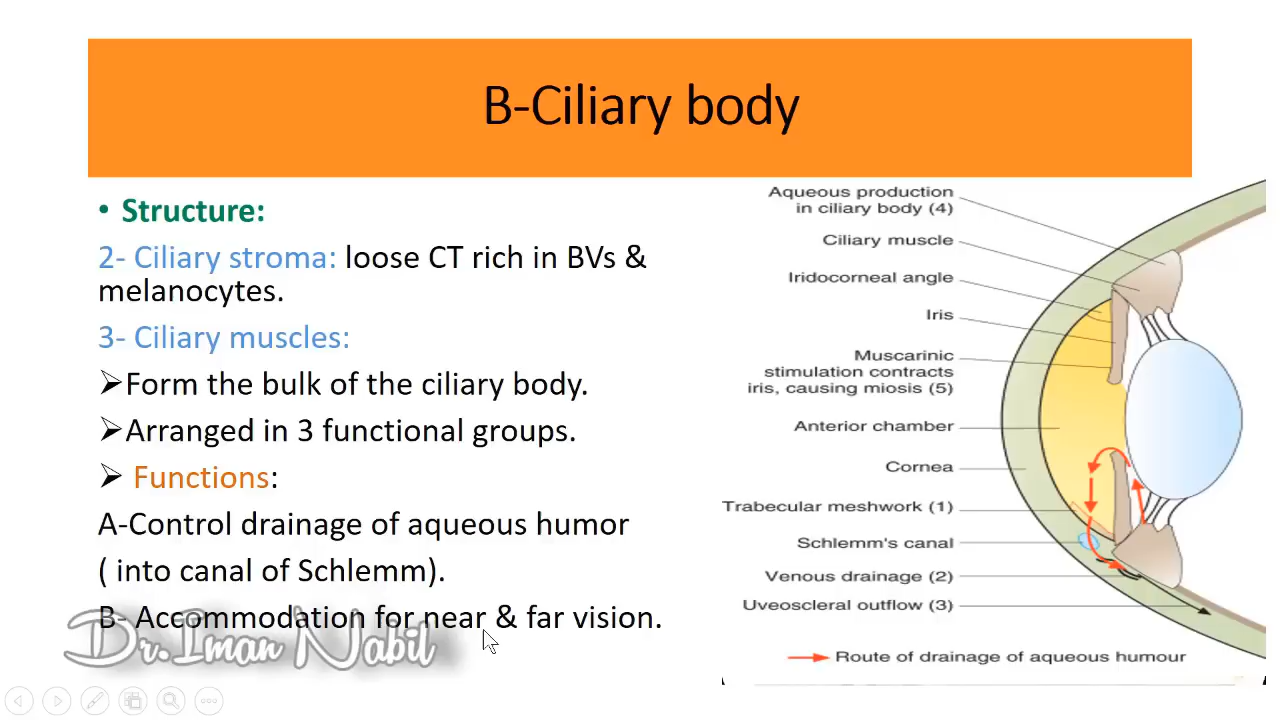 B-Ciliary body
• Structure:
2- Ciliary stroma: loose CT rich in BVs &
melanocytes.
3- Ciliary muscles:
➢Form the bulk of the ciliary body.
➢Arranged in 3 functional groups.
➢ Functions:
A-Control drainage of aqueous humor
( into canal of Schlemm).
B- Accommodation for near & far vision.
Dr.Iman Nabil
Aqueous production
in ciliary body (4)
Ciliary muscle
Iridocorneal angle
Iris
Muscarinic
stimulation contracts
iris, causing miosis (5)
Anterior chamber
Cornea
Trabecular meshwork (1)
Schlemm's canal
Venous drainage (2)
Uveoscleral outflow (3)
Route of drainage of aqueous humour